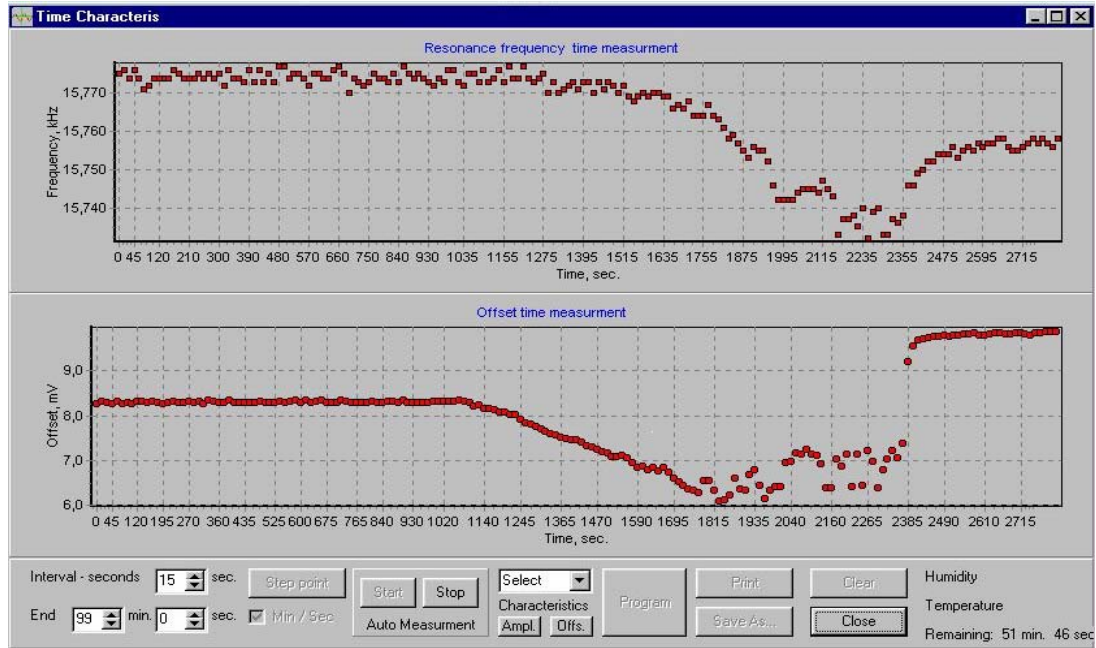 Time Characteris
Resonance frequency time measurment
Frequency, kHz
15,770
15,760
15,750
15,740
0 45 120 210 300 390 480 570 660 750 840 930 1035 1155 1275 1395 1515 1635 1755 1875 1995 2115 2235 2355 2475 2595 2715
Time, sec.
Offset time measurment
Offset, mV
9,0
8,0
7,0
6,0
0 45 120 195 270 360 435 525 600 675 765 840 930 1020 1140 1245 1365 1470 1590 1695 1815 1935 2040 2160 2265 2385 2490 2610 2715
Time, sec.
Interval - seconds 15 sec. Step point
End 99 min. 0 sec. Min / Sec
Start Stop
Auto Measurment
Select
Characteristics
Ampl. Offs.
Program
Print Clear
Save As... Close
Humidity
Temperature
Remaining: 51 min. 46 sec